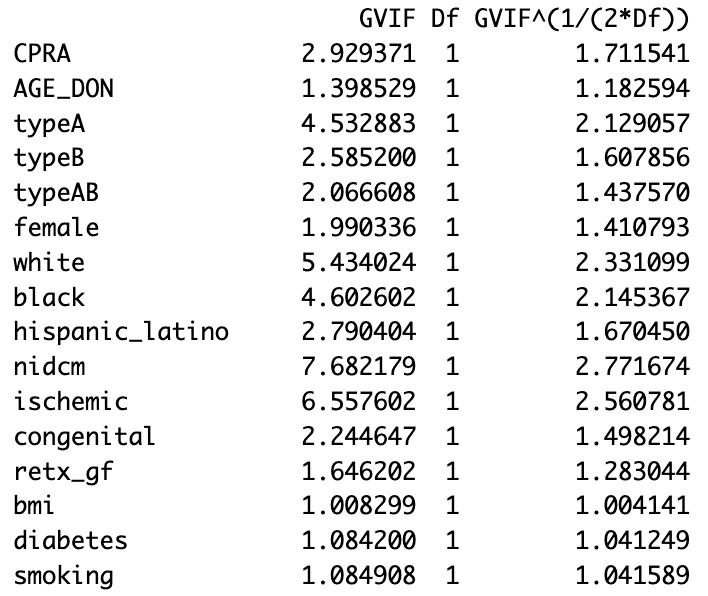 GVIF Df GVIF^(1/(2*Df))
CPRA 2.929371 1 1.711541
AGE_DON 1.398529 1 1.182594
typeA 4.532883 1 2.129057
typeB 2.585200 1 1.607856
typeAB 2.066608 1 1.437570
female 1.990336 1 1.410793
white 5.434024 1 2.331099
black 4.602602 1 2.145367
hispanic_latino 2.790404 1 1.670450
nidcm 7.682179 1 2.771674
ischemic 6.557602 1 2.560781
congenital 2.244647 1 1.498214
retx_gf 1.646202 1 1.283044
bmi 1.008299 1 1.004141
diabetes 1.084200 1 1.041249
smoking 1.084908 1 1.041589